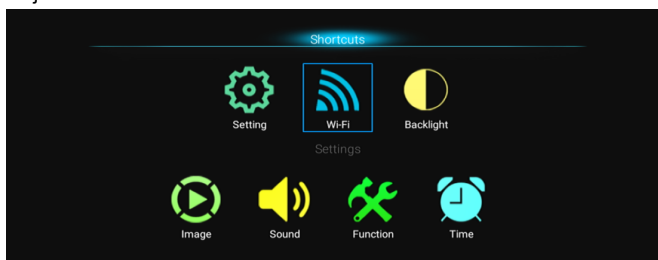 Shortcuts
Setting
Wi-Fi
Backlight
Settings
Image
Sound
Function
Time